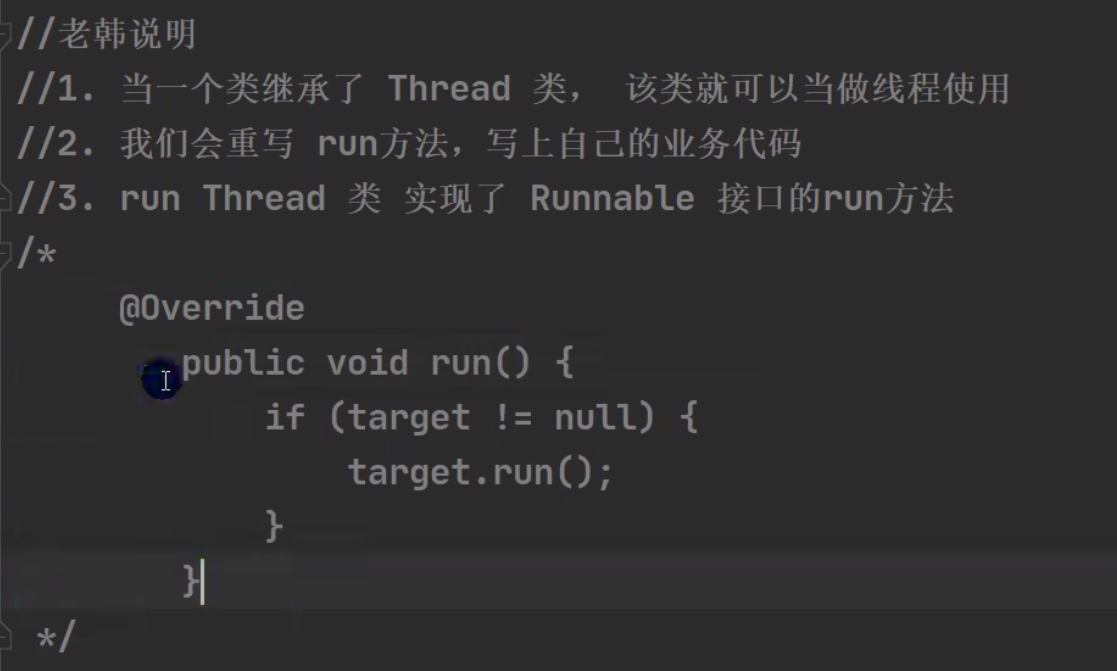 //老韩说明
//1. 当一个类继承了 Thread 类， 该类就可以当做线程使用
//2. 我们会重写 run方法，写上自己的业务代码
//3. run Thread 类 实现了 Runnable 接口的run方法
/*
@Override
public void run() {
if (target != null) {
target.run();
}
}
*/